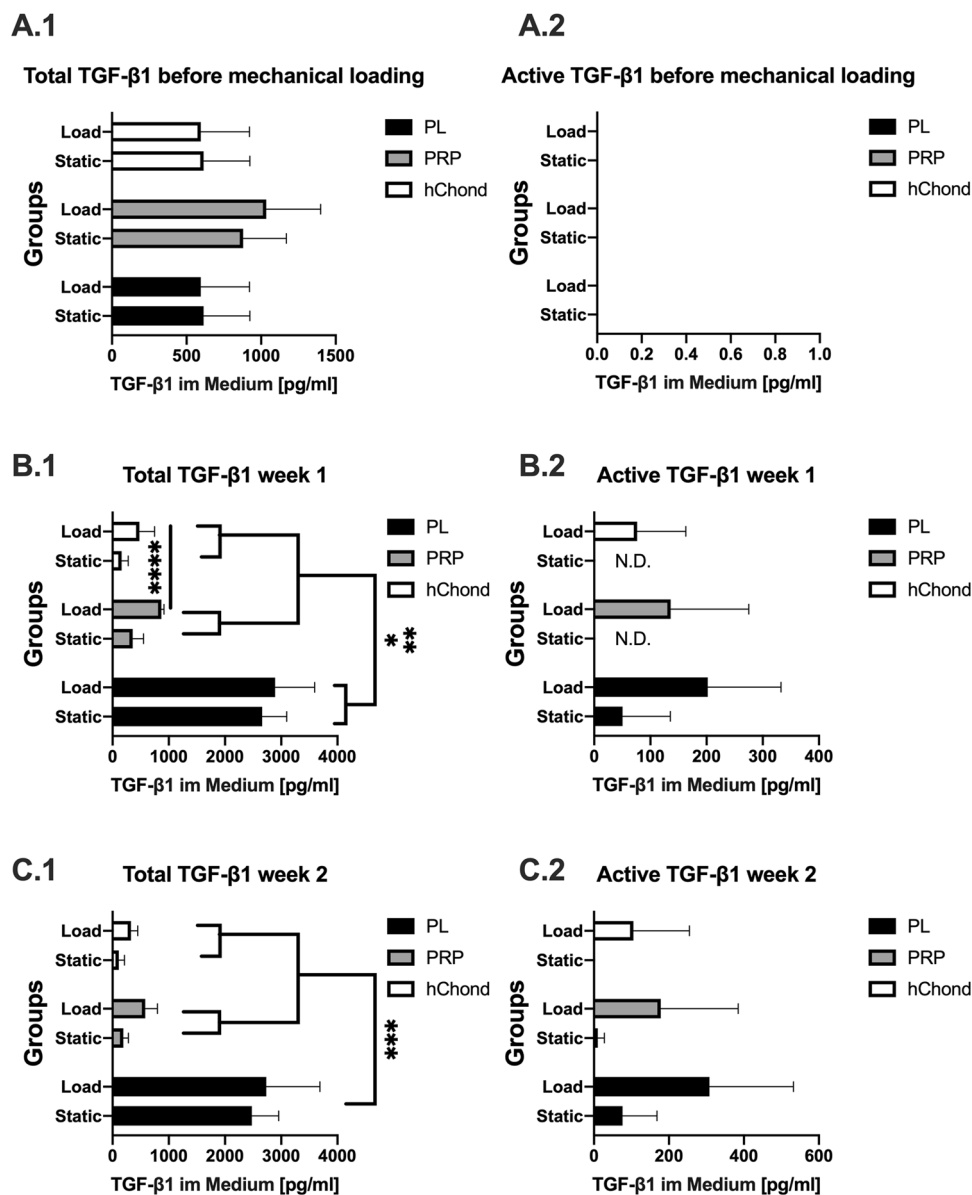 A.1
Total TGF-β1 before mechanical loading
Groups
Load
Static
Load
Static
Load
Static
0 500 1000 1500
TGF-β1 im Medium [pg/ml]
PL
PRP
hChond
A.2
Active TGF-β1 before mechanical loading
Groups
Load
Static
Load
Static
Load
Static
0.0 0.2 0.4 0.6 0.8 1.0
TGF-β1 im Medium [pg/ml]
PL
PRP
hChond
B.1
Total TGF-β1 week 1
Groups
Load
Static
Load
Static
Load
Static
****
**
*
0 1000 2000 3000 4000
TGF-β1 im Medium [pg/ml]
PL
PRP
hChond
B.2
Active TGF-β1 week 1
Groups
Load
Static
N.D.
Load
Static
N.D.
Load
Static
0 100 200 300 400
TGF-β1 im Medium [pg/ml]
PL
PRP
hChond
C.1
Total TGF-β1 week 2
Groups
Load
Static
Load
Static
Load
Static
***
0 1000 2000 3000 4000
TGF-β1 im Medium [pg/ml]
PL
PRP
hChond
C.2
Active TGF-β1 week 2
Groups
Load
Static
Load
Static
Load
Static
0 200 400 600
TGF-β1 im Medium [pg/ml]
PL
PRP
hChond